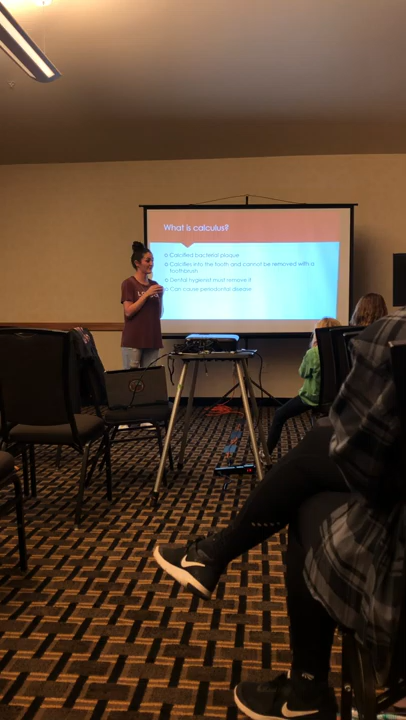 What is calculus?
Calcified bacterial plaque
Calcifies into the tooth and cannot be removed with a
toothbrush
Dental hygienist must remove it
Can cause periodontal disease